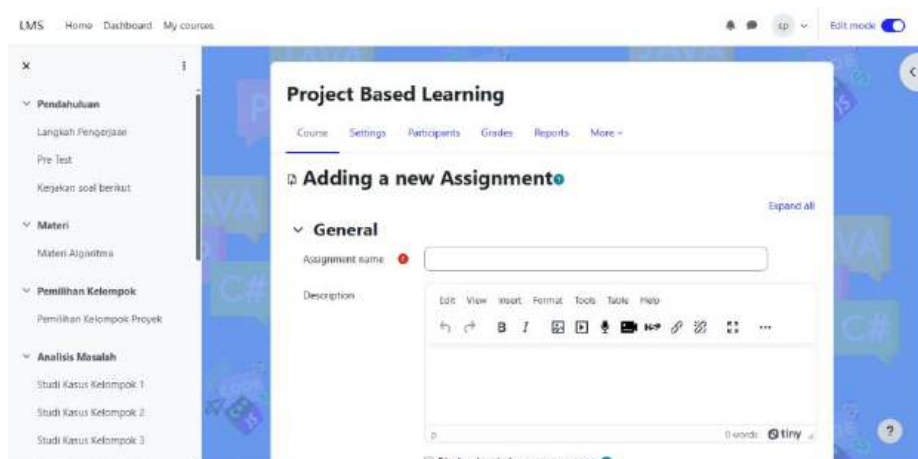 LMS Home Dashboard My courses
sp Edit mode
Pendahuluan
Langkah Pengerjaan
Pre Test
Kerjakan soal berikut
Materi
Materi Algoritma
Pemilihan Kelompok
Pemilihan Kelompok Proyek
Analisis Masalah
Studi Kasus Kelompok 1
Studi Kasus Kelompok 2
Studi Kasus Kelompok 3
Project Based Learning
Course Settings Participants Grades Reports More
Adding a new Assignment
Expand all
General
Assignment name
Description
Edit View Insert Format Tools Table Help
B I H-P
p 0 words tiny
?
JAVA
C#
JS